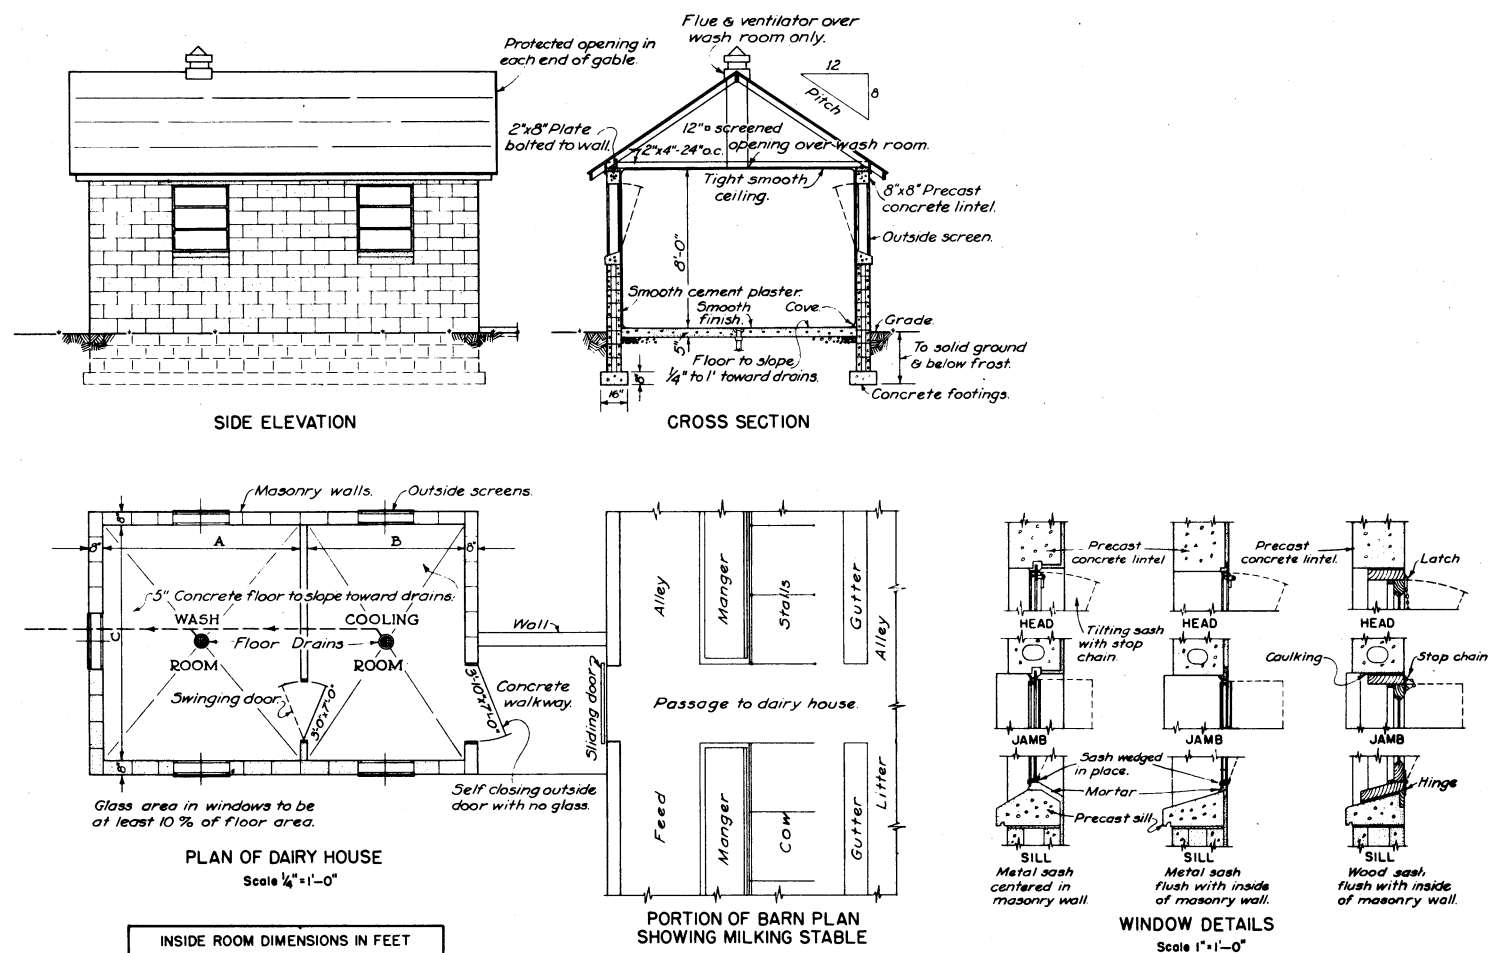 Protected opening in
each end of gable.
SIDE ELEVATION
Flue & ventilator over
wash room only.
12
8
Pitch
2"x8" Plate
bolted to wall.
12"□ screened
opening over wash room.
2"x4"-24"o.c.
Tight smooth
ceiling.
8"x8" Precast
concrete lintel.
Outside screen.
8'-0"
Smooth cement plaster.
Smooth
finish.
Cove.
Grade.
5"
Floor to slope
1/4" to 1' toward drains.
To solid ground
& below frost.
Concrete footings.
8"
16"
CROSS SECTION
Masonry walls.
Outside screens.
8"
8"
A
B
8"
5" Concrete floor to slope toward drains.
C
WASH
ROOM
COOLING
ROOM
Floor Drains
Swinging door.
3'-0"x7'-0"
3'-0"x7'-0"
Wall
Concrete
walkway.
Self closing outside
door with no glass.
8"
Glass area in windows to be
at least 10% of floor area.
PLAN OF DAIRY HOUSE
Scale 1/4"=1'-0"
INSIDE ROOM DIMENSIONS IN FEET
Sliding door
Alley
Manger
Stalls
Gutter
Alley
Passage to dairy house.
Feed
Manger
Cow
Gutter
Litter
PORTION OF BARN PLAN
SHOWING MILKING STABLE
Precast
concrete lintel
Precast
concrete lintel.
Latch
HEAD
HEAD
HEAD
Tilting sash
with stop
chain.
Caulking
Stop chain
JAMB
JAMB
JAMB
Sash wedged
in place.
Mortar
Precast sill
Hinge
SILL
SILL
SILL
Metal sash
centered in
masonry wall.
Metal sash
flush with inside
of masonry wall.
Wood sash,
flush with inside
of masonry wall.
WINDOW DETAILS
Scale 1"=1'-0"